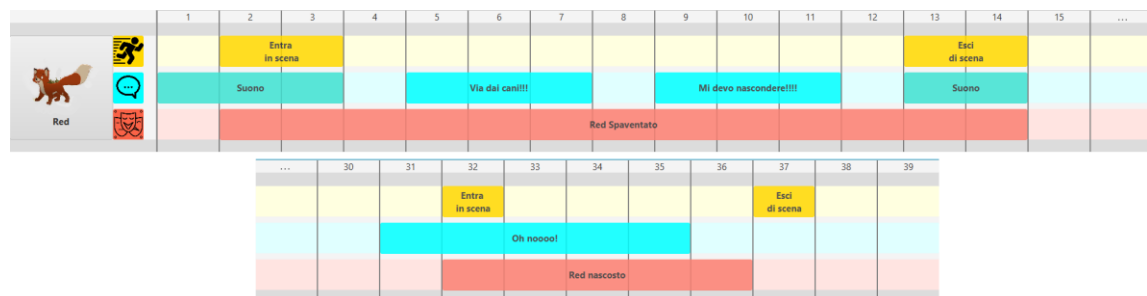 1 2 3 4 5 6 7 8 9 10 11 12 13 14 15 ...
Entra
in scena
Esci
di scena
Suono Via dai cani!!! Mi devo nascondere!!!! Suono
Red
Red Spaventato
... 30 31 32 33 34 35 36 37 38 39
Entra
in scena
Esci
di scena
Oh noooo!
Red nascosto